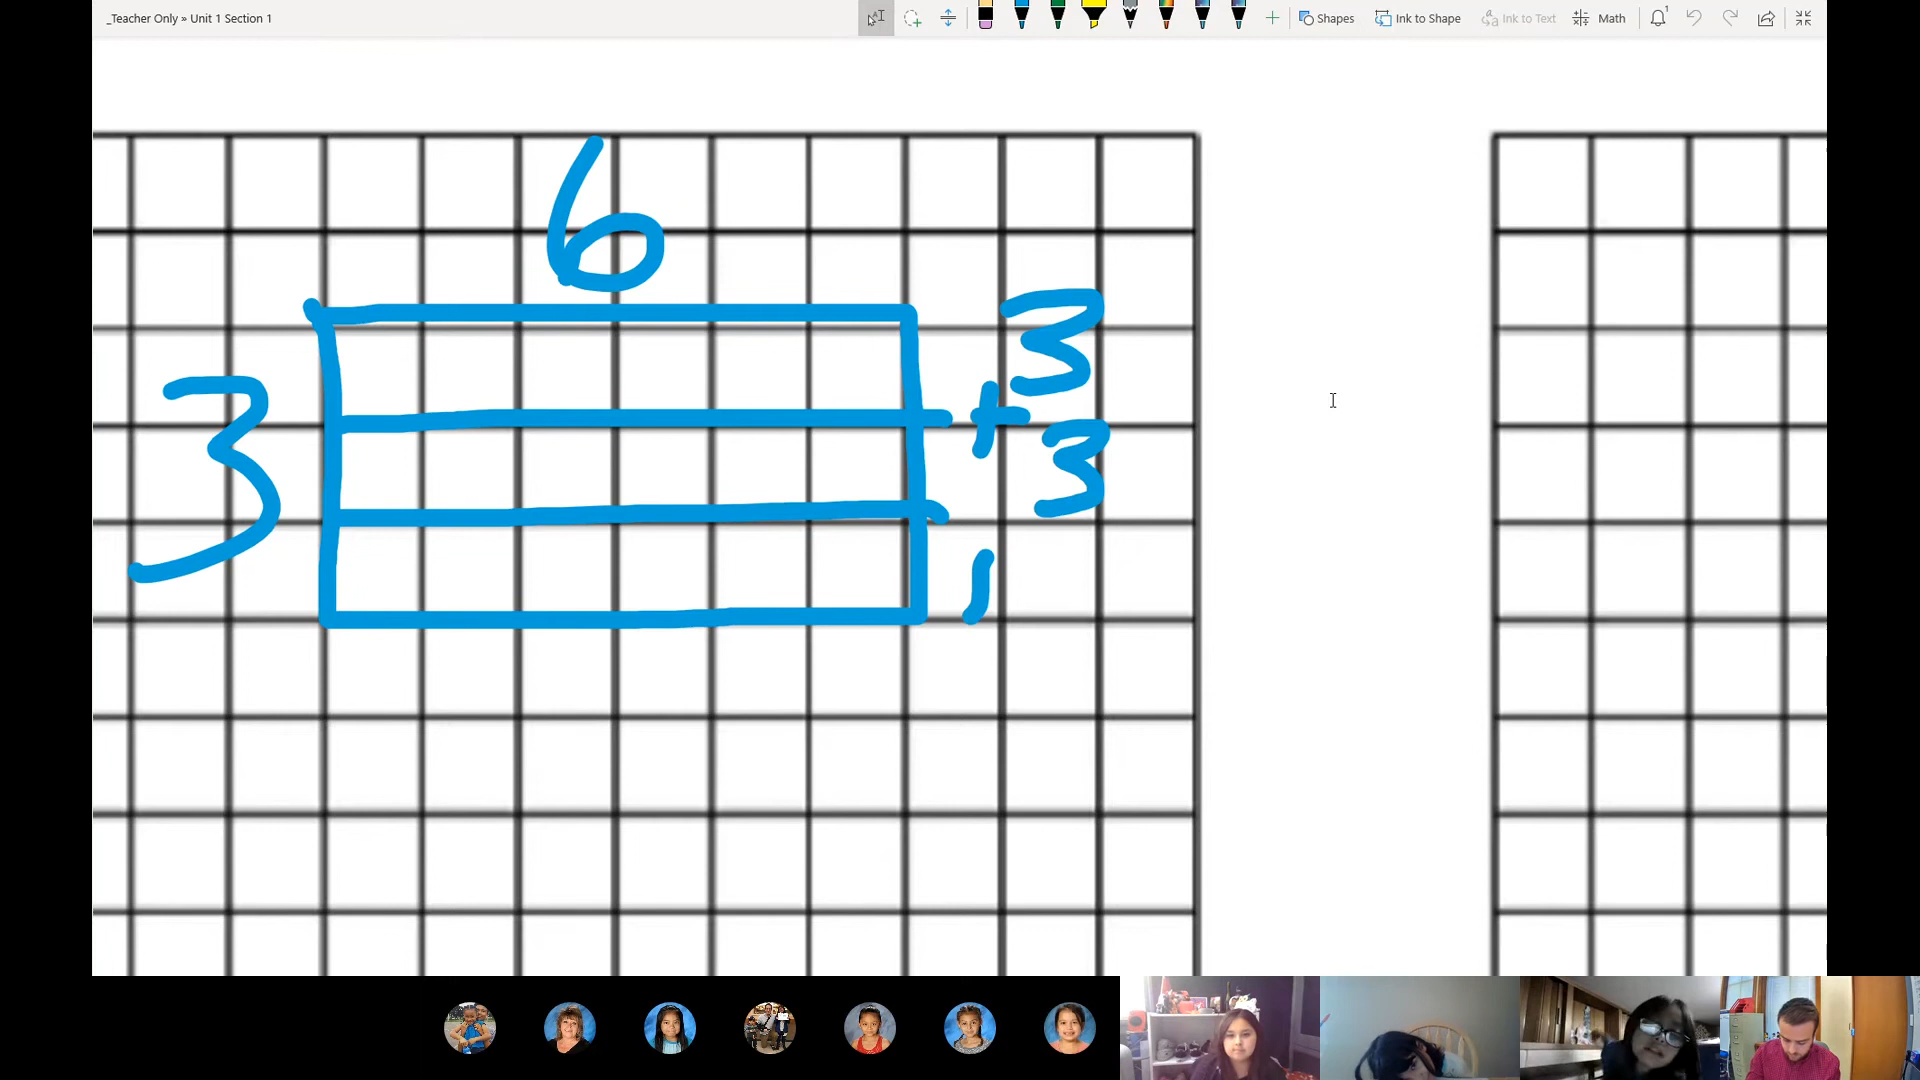 _Teacher Only » Unit 1 Section 1
Shapes
Ink to Shape
Ink to Text
Math
1
6
3
3
+
3